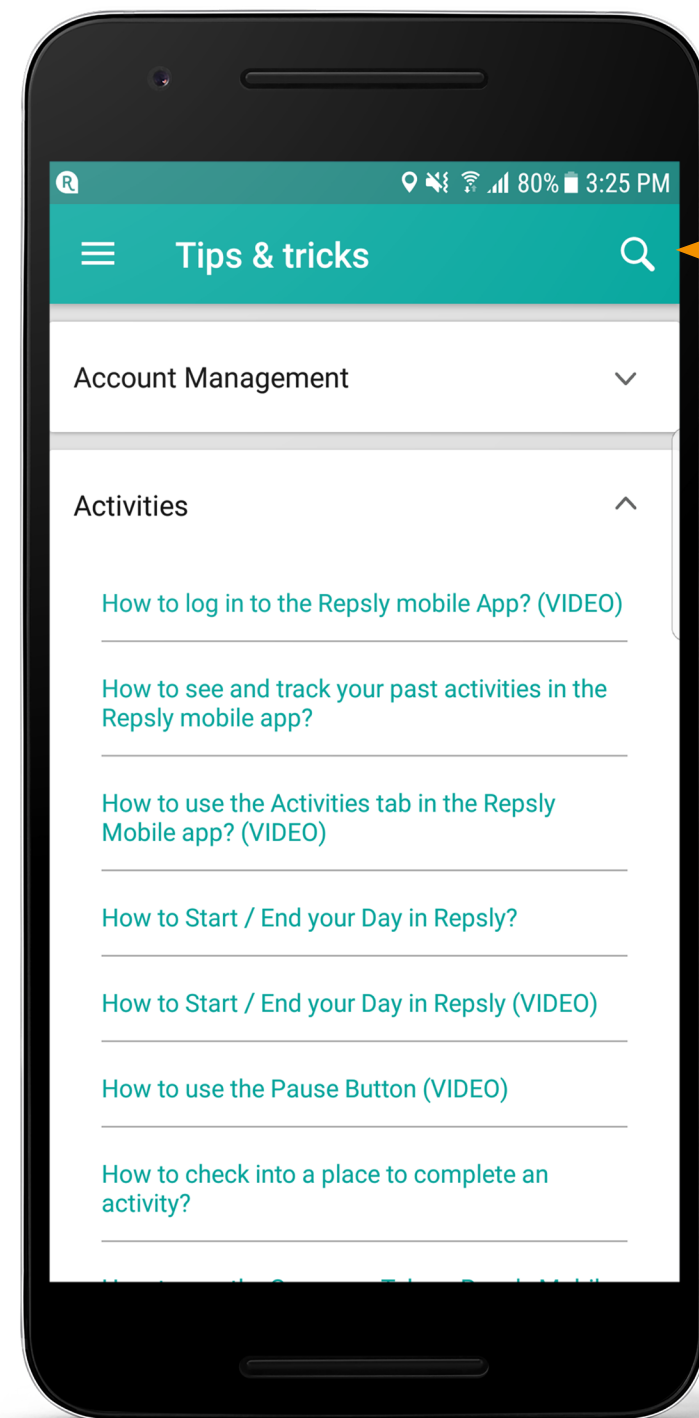 R
80% 3:25 PM
Tips & tricks
Account Management
Activities
How to log in to the Repsly mobile App? (VIDEO)
How to see and track your past activities in the
Repsly mobile app?
How to use the Activities tab in the Repsly
Mobile app? (VIDEO)
How to Start / End your Day in Repsly?
How to Start / End your Day in Repsly (VIDEO)
How to use the Pause Button (VIDEO)
How to check into a place to complete an
activity?